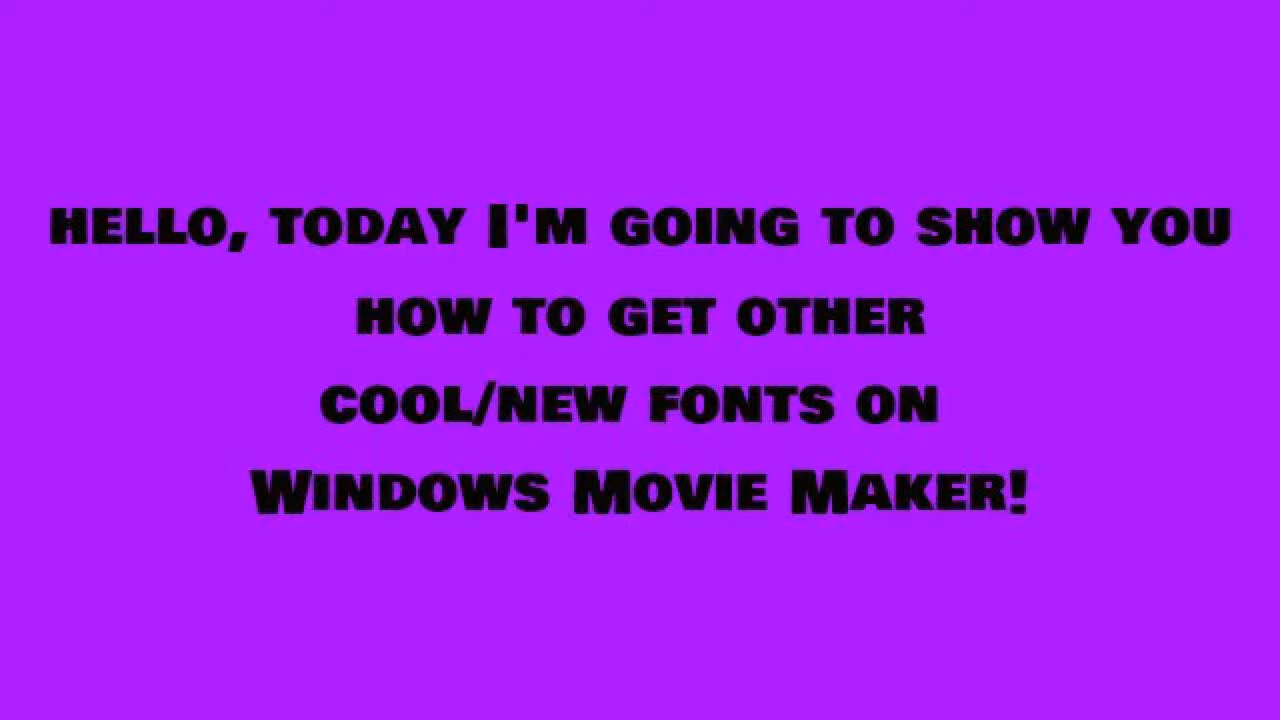 hello, today I'm going to show you
how to get other
cool/new fonts on
Windows Movie Maker!